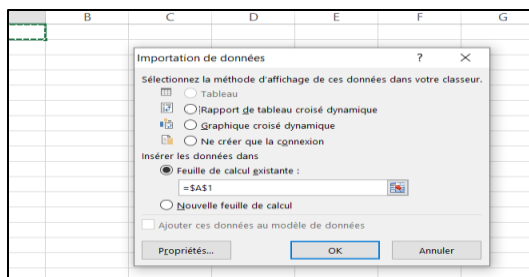 B C D E F G
Importation de données ? ×
Sélectionnez la méthode d'affichage de ces données dans votre classeur.
Tableau
Rapport de tableau croisé dynamique
Graphique croisé dynamique
Ne créer que la connexion
Insérer les données dans
Feuille de calcul existante :
=$A$1
Nouvelle feuille de calcul
Ajouter ces données au modèle de données
Propriétés... OK Annuler